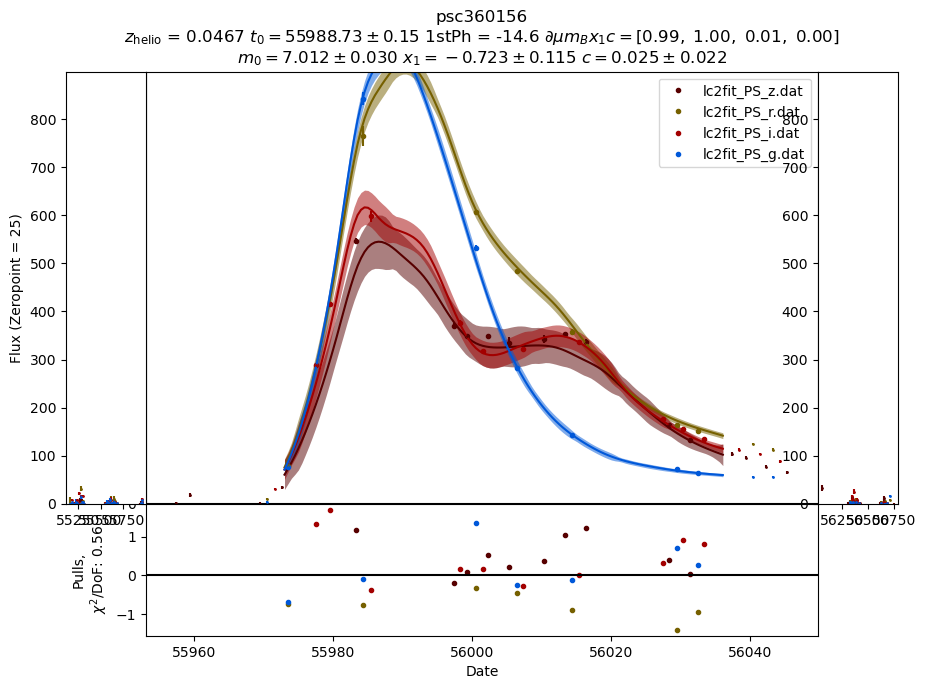 psc360156
z_helio = 0.0467 t_0 = 55988.73 ± 0.15 1stPh = -14.6 ∂μm_Bx_1c = [0.99, 1.00, 0.01, 0.00]
m_0 = 7.012 ± 0.030 x_1 = −0.723 ± 0.115 c = 0.025 ± 0.022
lc2fit_PS_z.dat
lc2fit_PS_r.dat
lc2fit_PS_i.dat
lc2fit_PS_g.dat
Flux (Zeropoint = 25)
800
700
600
500
400
300
200
100
0
800
700
600
500
400
300
200
100
0
55750
56750
Pulls,
χ²/DoF: 0.56
1
0
−1
55960
55980
56000
56020
56040
Date